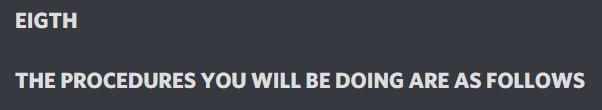 EIGTH
THE PROCEDURES YOU WILL BE DOING ARE AS FOLLOWS